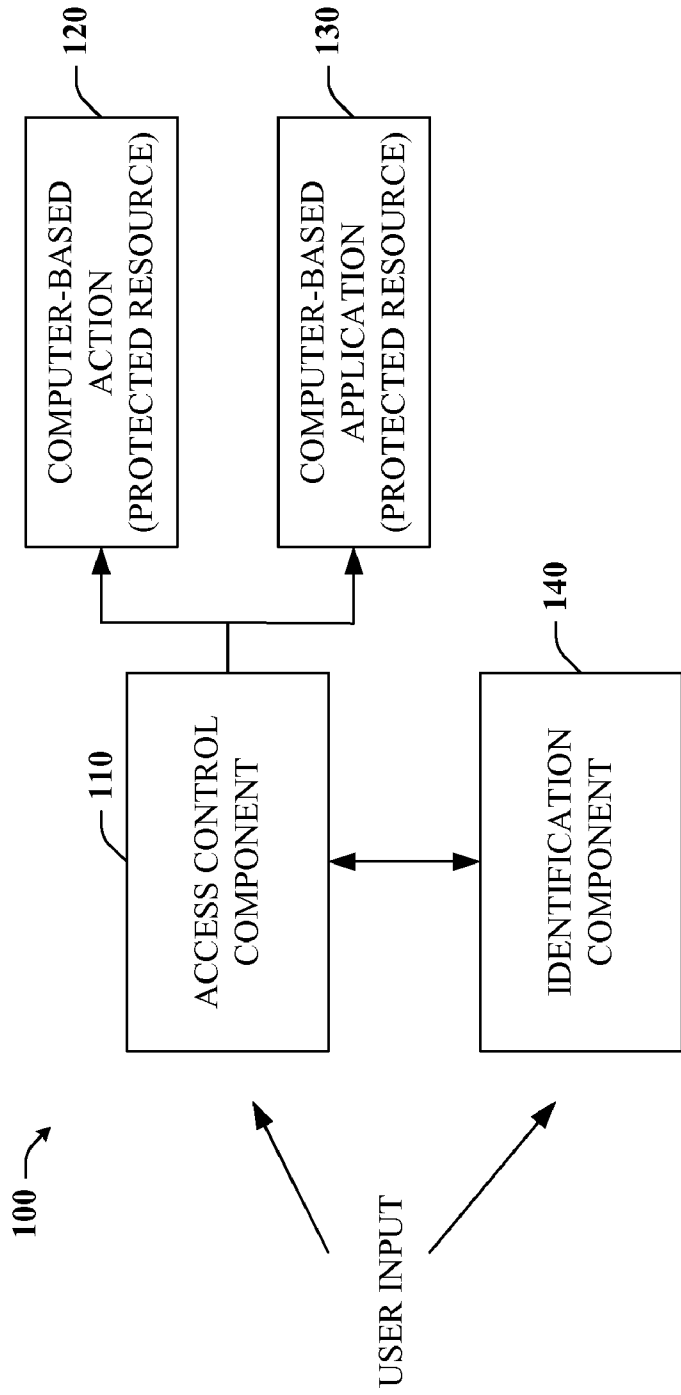 100
USER INPUT
110
ACCESS CONTROL
COMPONENT
140
IDENTIFICATION
COMPONENT
120
COMPUTER-BASED
ACTION
(PROTECTED RESOURCE)
130
COMPUTER-BASED
APPLICATION
(PROTECTED RESOURCE)